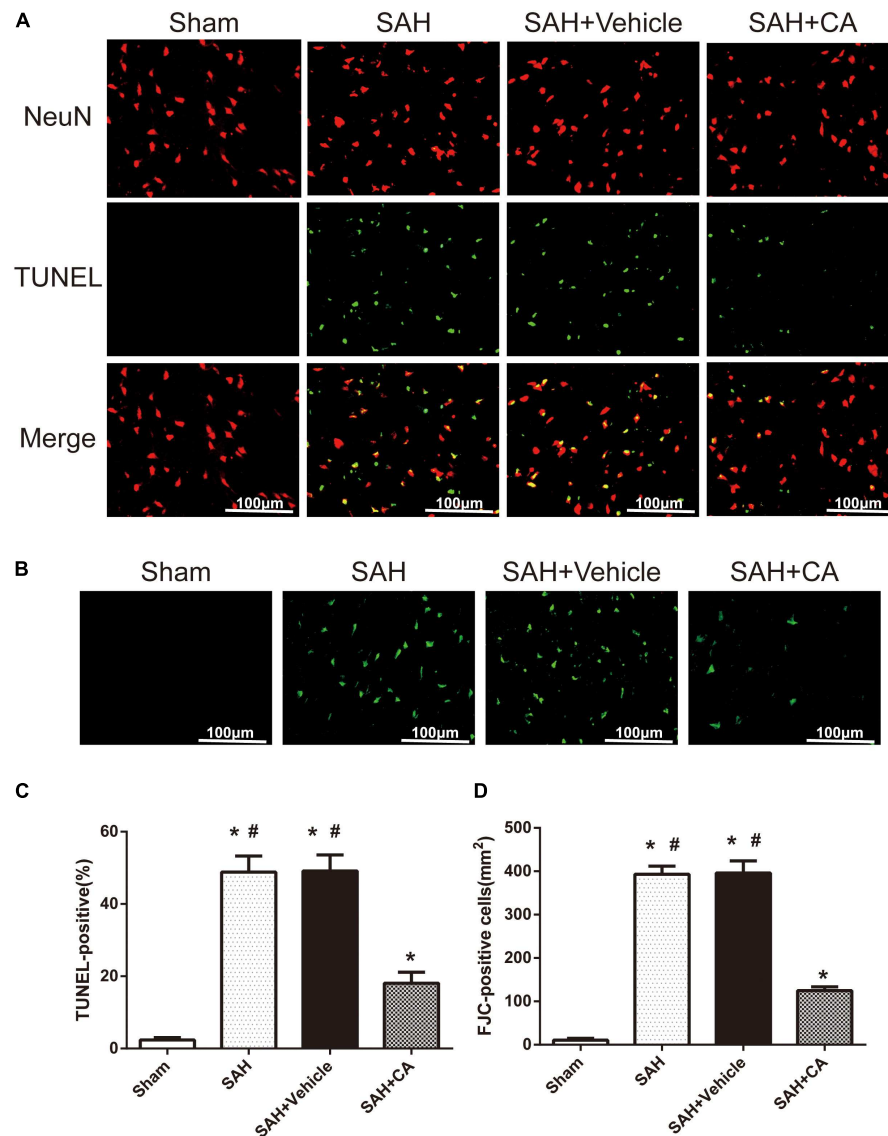 A
Sham SAH SAH+Vehicle SAH+CA
NeuN
TUNEL
Merge
100μm 100μm 100μm 100μm
B
Sham SAH SAH+Vehicle SAH+CA
100μm 100μm 100μm 100μm
C
TUNEL-positive(%)
60
40
20
0
* #
* #
*
Sham SAH SAH+Vehicle SAH+CA
D
FJC-positive cells(mm²)
500
400
300
200
100
0
* #
* #
*
Sham SAH SAH+Vehicle SAH+CA